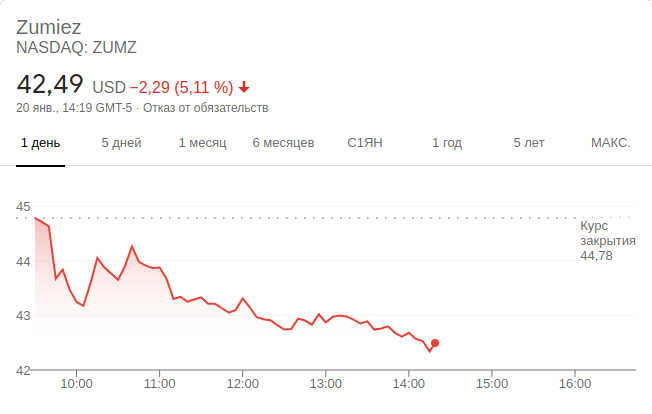 Zumiez
NASDAQ: ZUMZ
42,49 USD −2,29 (5,11 %)
20 янв., 14:19 GMT-5 · Отказ от обязательств
1 день 5 дней 1 месяц 6 месяцев С1ЯН 1 год 5 лет МАКС.
45
Курс
закрытия
44,78
44
43
42
10:00 11:00 12:00 13:00 14:00 15:00 16:00